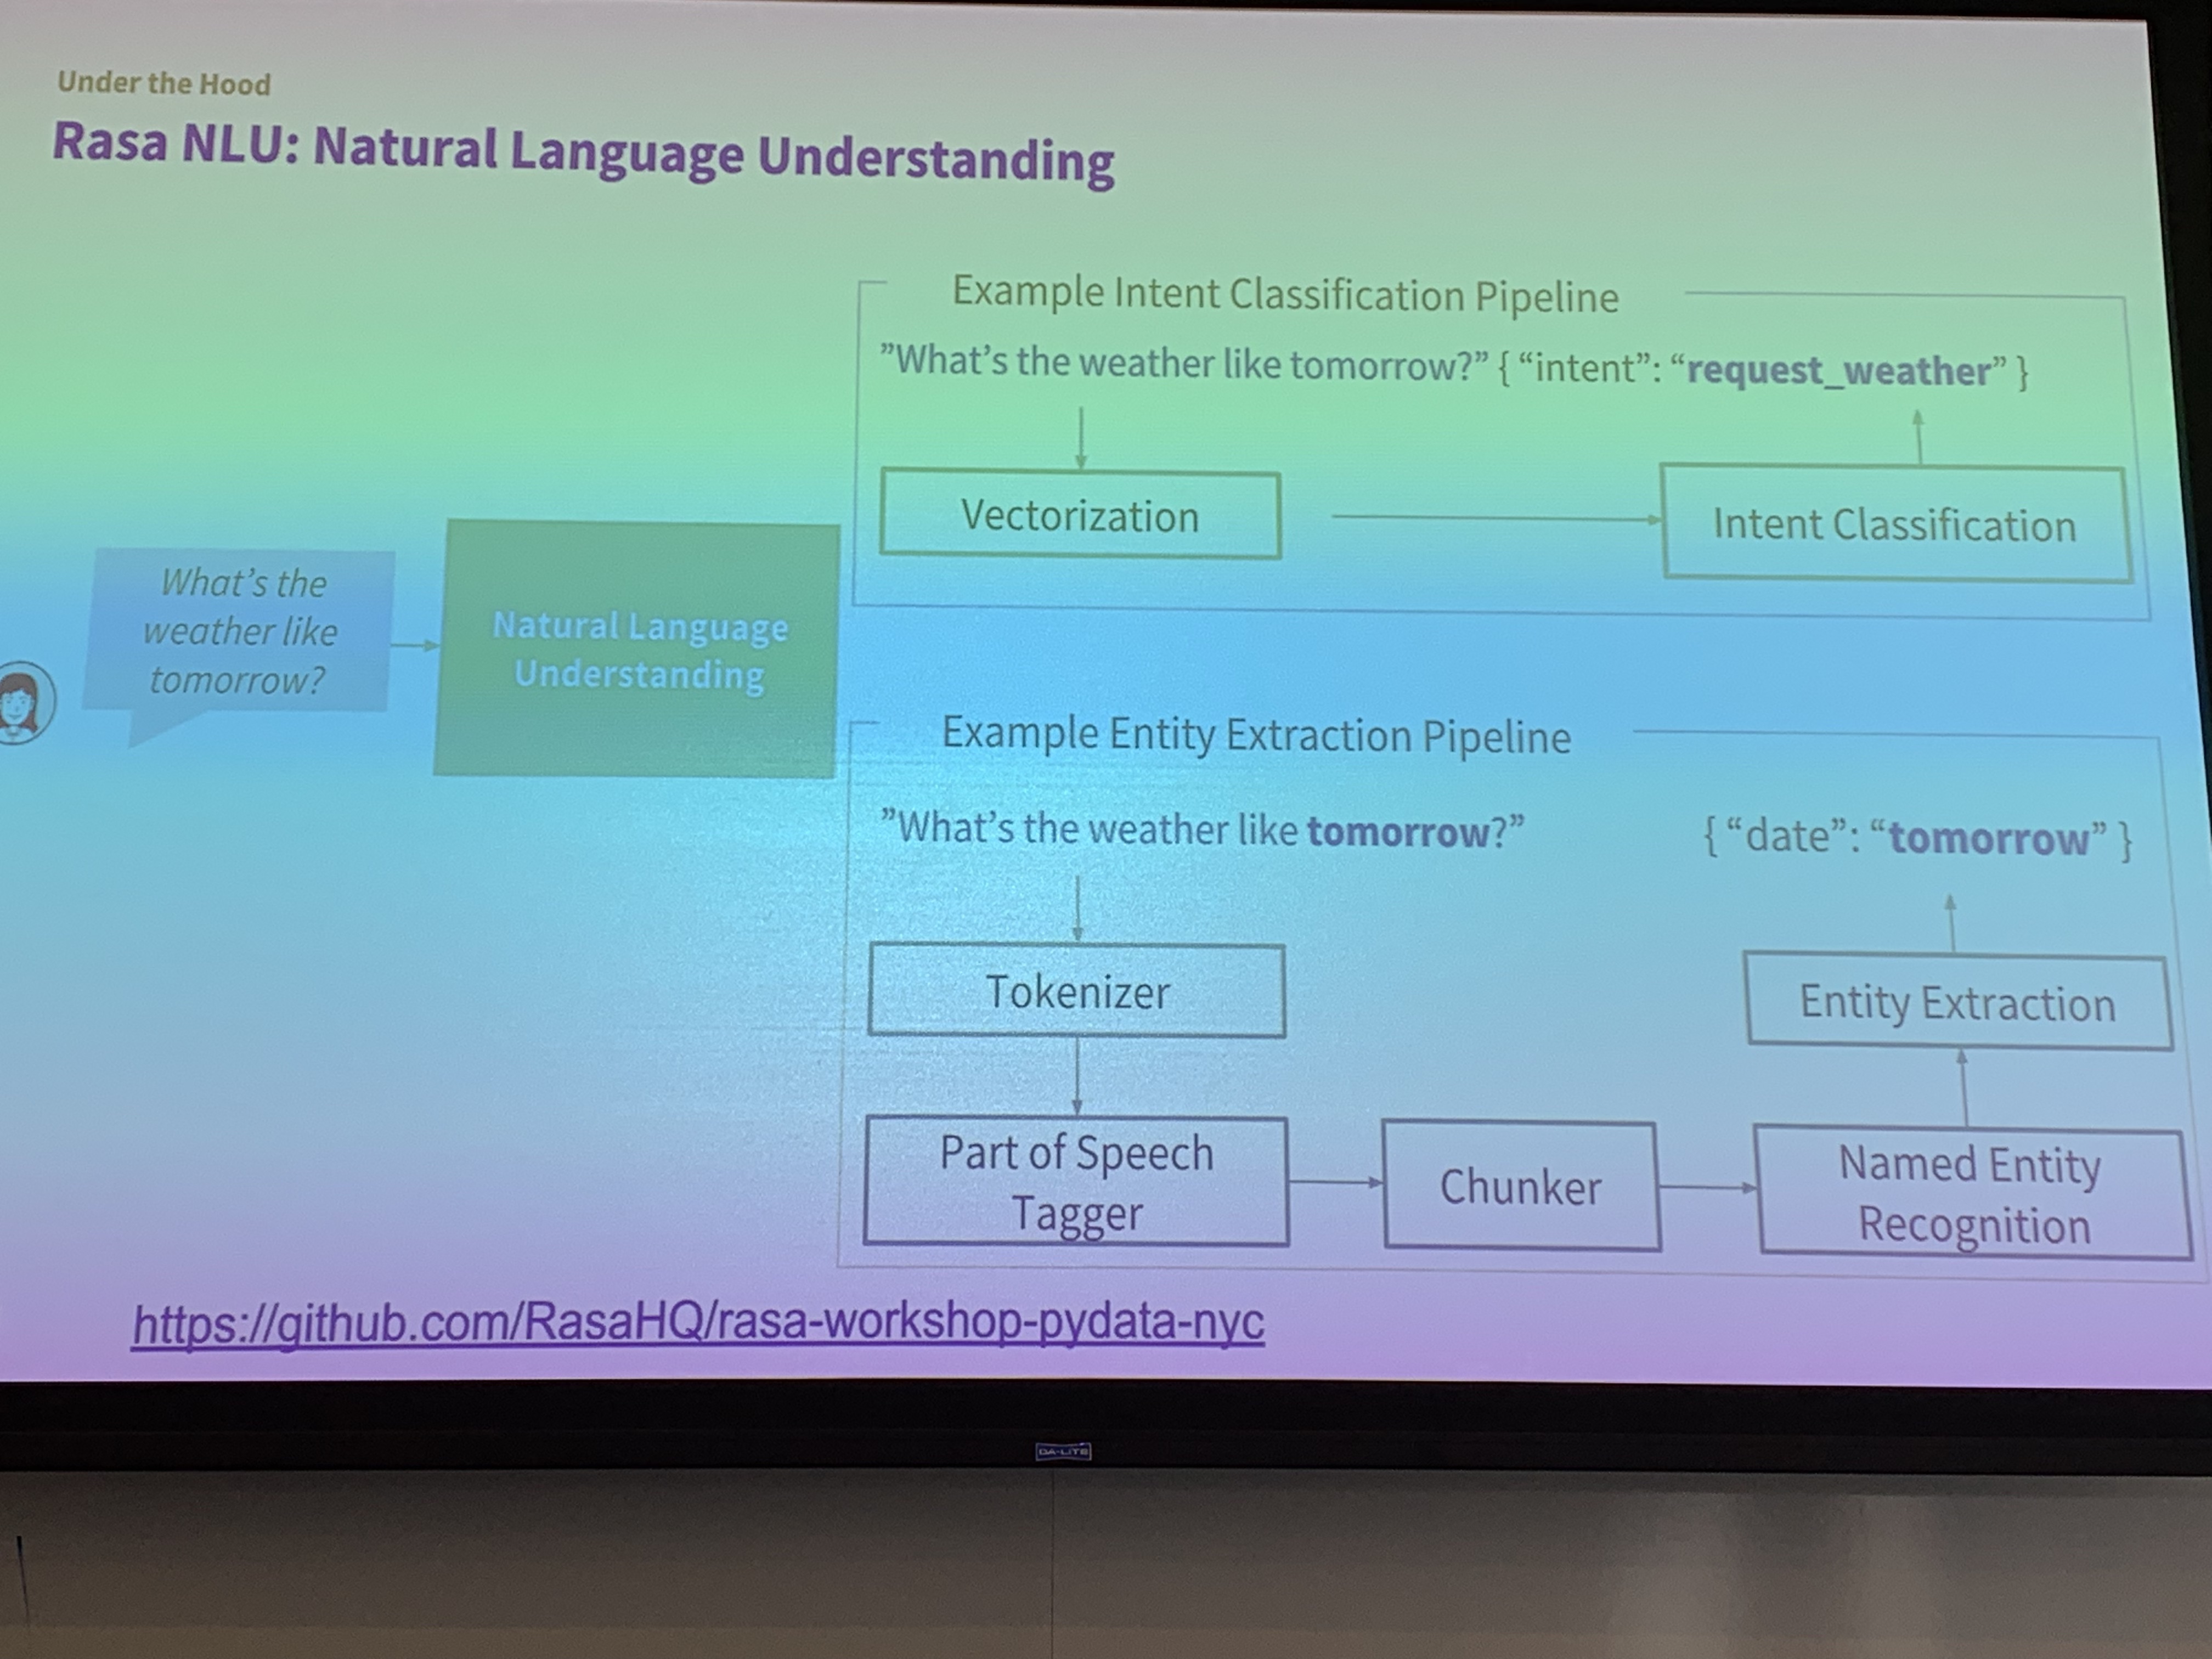 Under the Hood
Rasa NLU: Natural Language Understanding
What’s the
weather like
tomorrow?
Natural Language
Understanding
Example Intent Classification Pipeline
”What’s the weather like tomorrow?” { “intent”: “request_weather” }
Vectorization
Intent Classification
Example Entity Extraction Pipeline
”What’s the weather like tomorrow?”
{ “date”: “tomorrow” }
Tokenizer
Entity Extraction
Part of Speech
Tagger
Chunker
Named Entity
Recognition
https://github.com/RasaHQ/rasa-workshop-pydata-nyc
DA-LITE